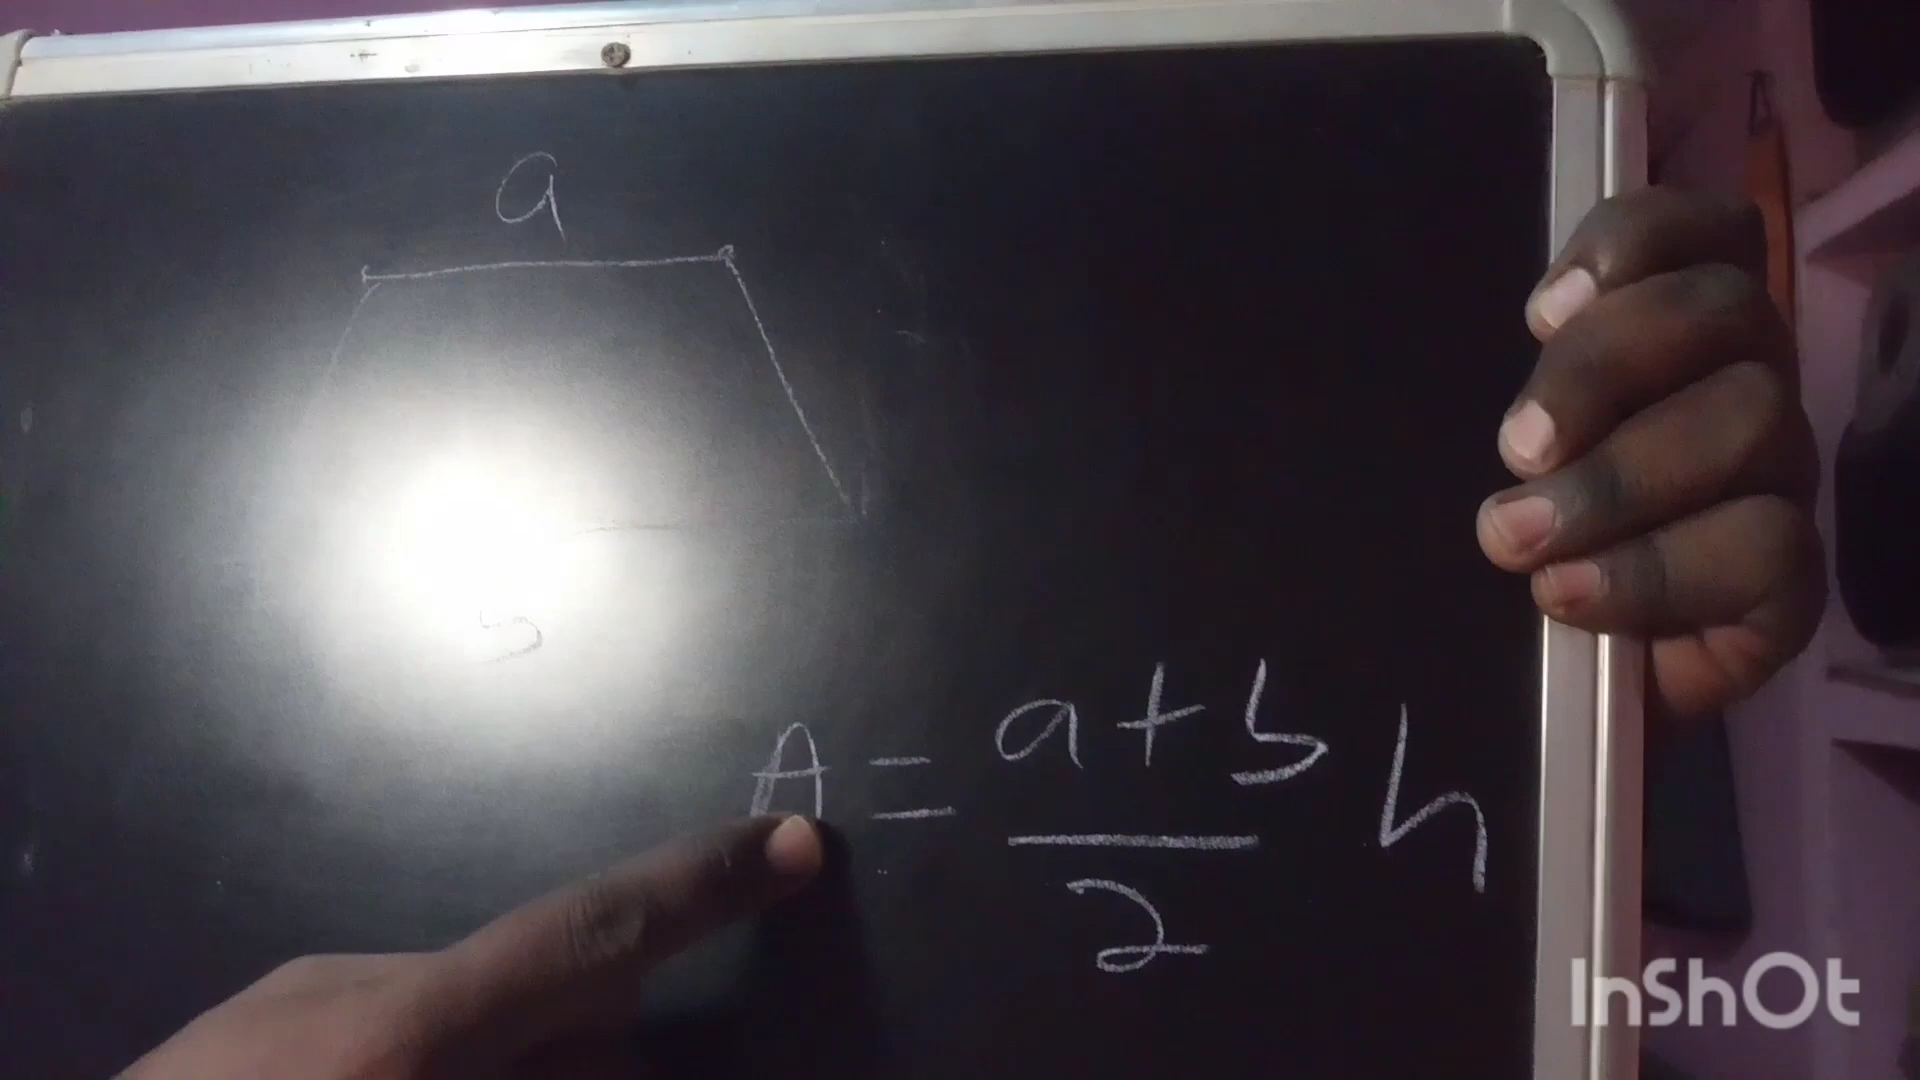 a
b
A = a+b/2 h
InShOt